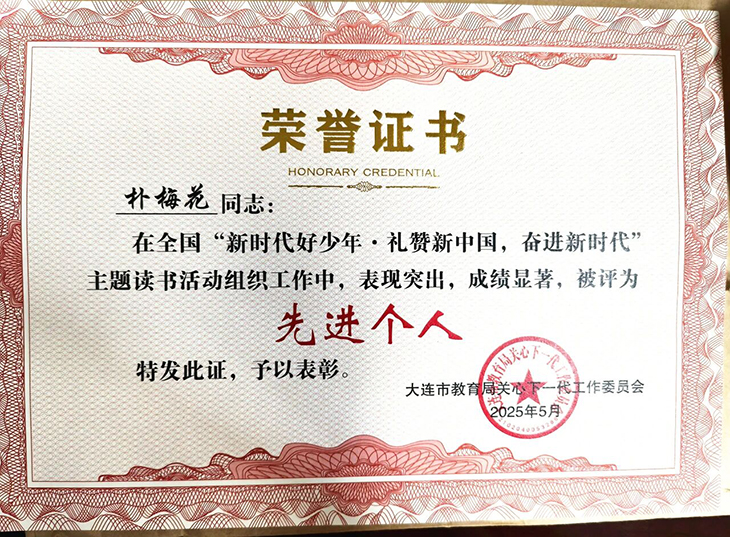 荣誉证书
HONORARY CREDENTIAL
朴梅花 同志：
在全国“新时代好少年·礼赞新中国，奋进新时代”
主题读书活动组织工作中，表现突出，成绩显著，被评为
先进个人
特发此证，予以表彰。
大连市教育局关心下一代工作委员会
2025年5月